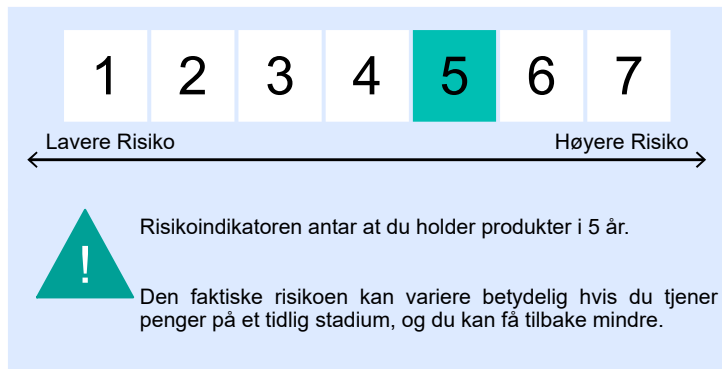 1 2 3 4 5 6 7
Lavere Risiko Høyere Risiko
!
Risikoindikatoren antar at du holder produkter i 5 år.
Den faktiske risikoen kan variere betydelig hvis du tjener
penger på et tidlig stadium, og du kan få tilbake mindre.